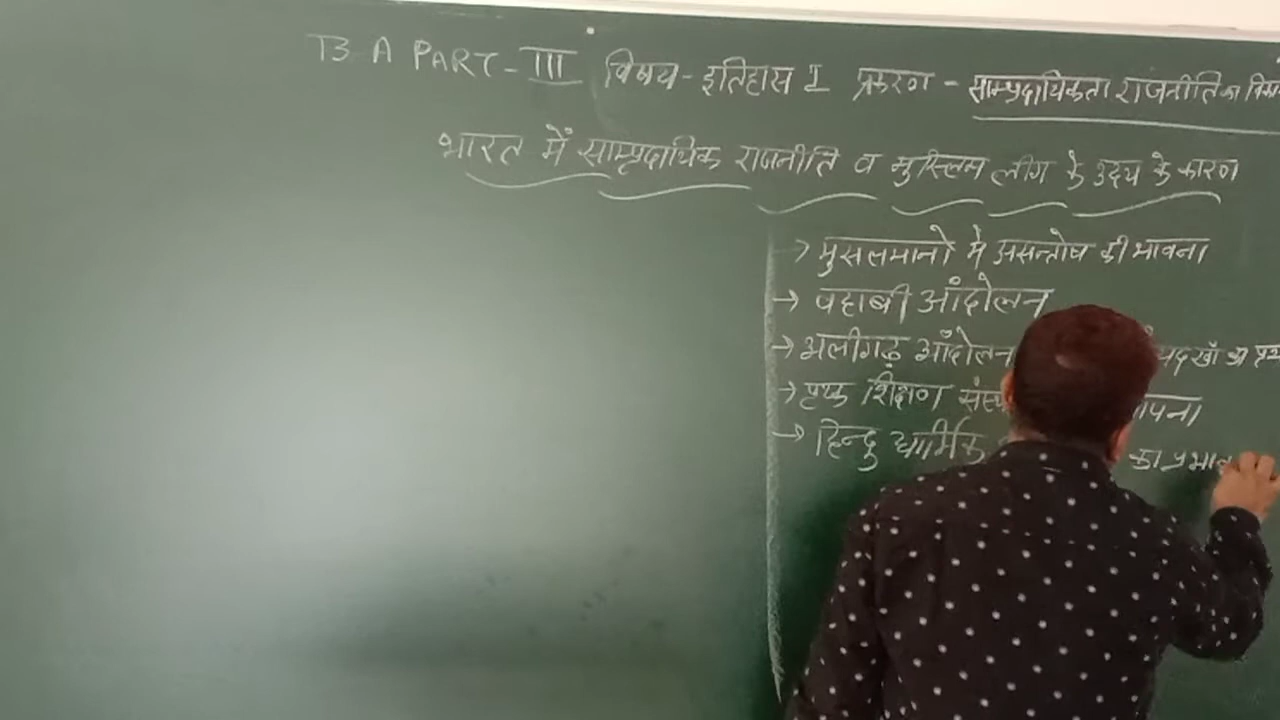 B A PART-III विषय-इतिहास I प्रकरण - साम्प्रदायिकता राजनीति का
भारत में साम्प्रदायिक राजनीति व मुस्लिम लीग के उदय के कारण
→ मुसलमानो मे असन्तोष की भावना
→ वहाबी आंदोलन
→ अलीगढ़ आंदोलन
→ पृथक शिक्षण
→ हिन्दु धार्मिक का प्रभाव